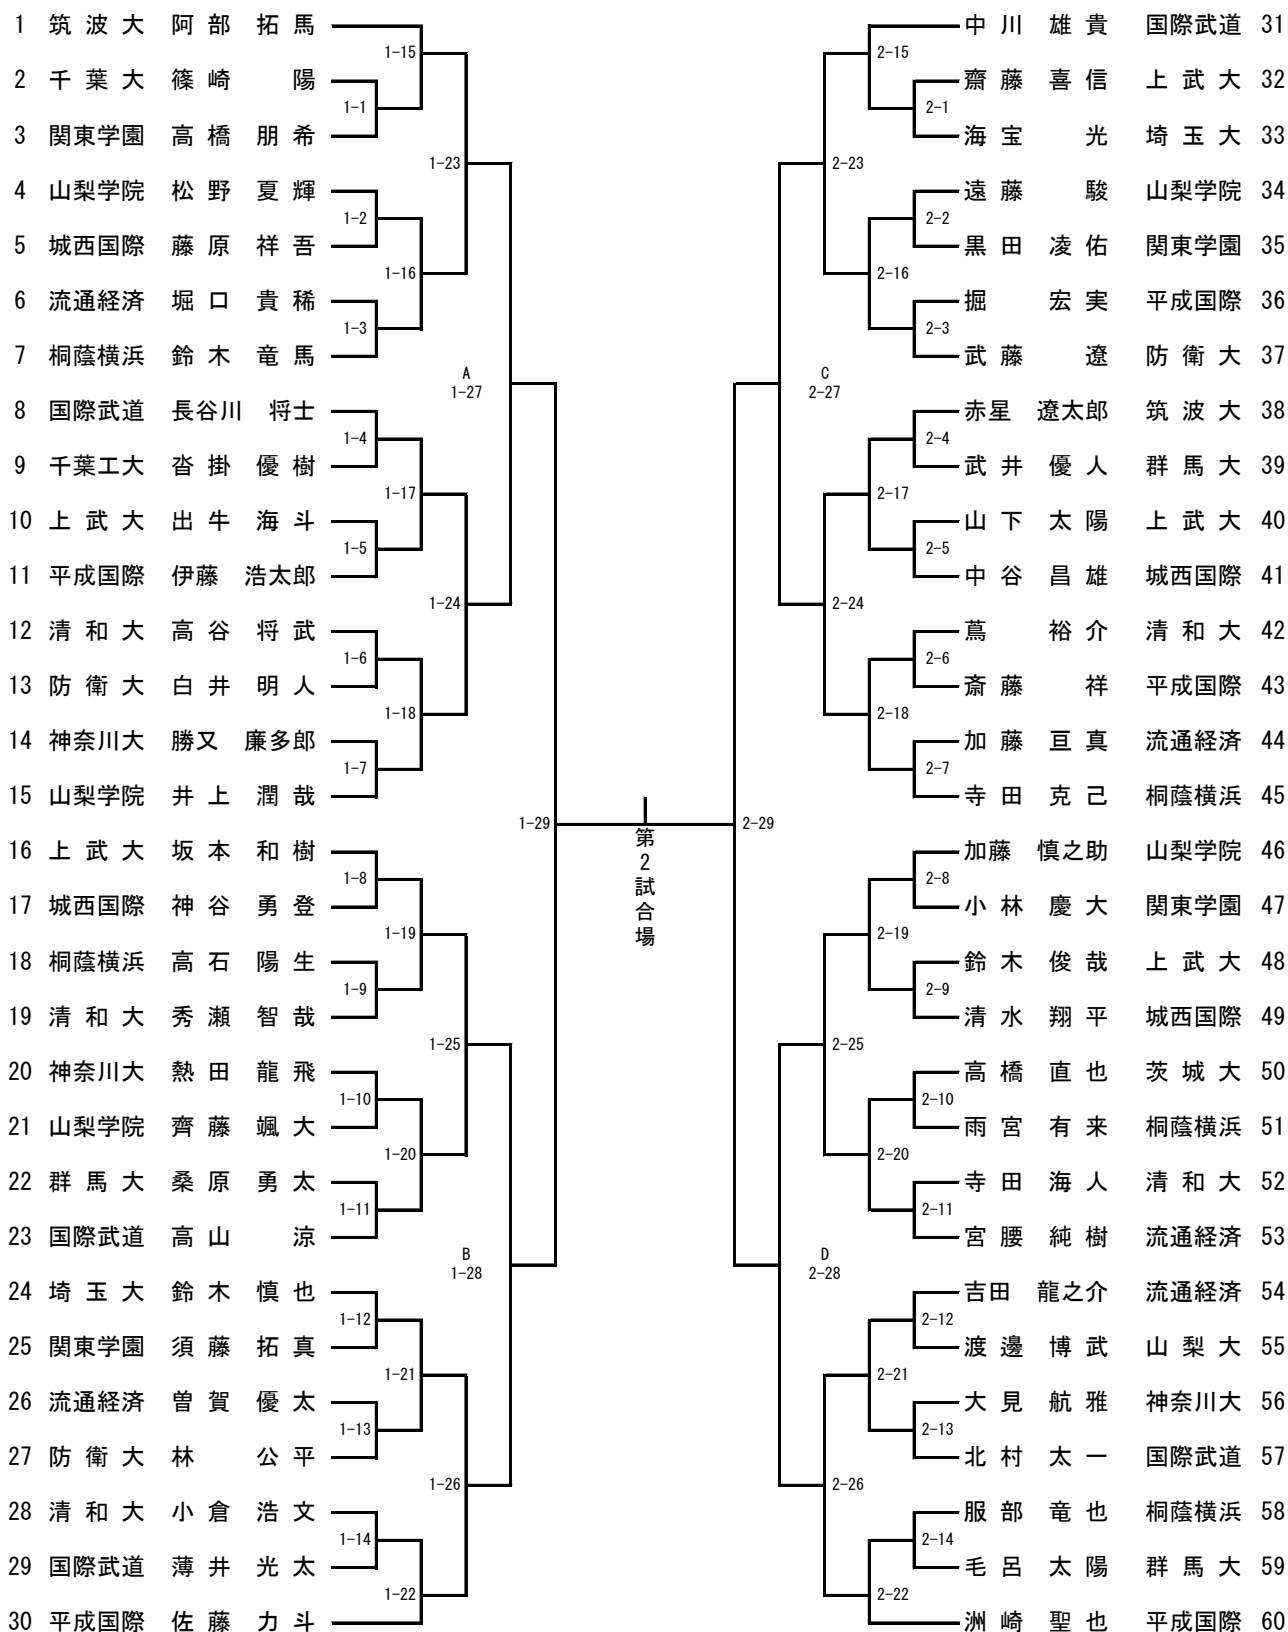 1 筑波大 阿部 拓馬
2 千葉大 篠崎 陽
3 関東学園 高橋 朋希
4 山梨学院 松野 夏輝
5 城西国際 藤原 祥吾
6 流通経済 堀口 貴稀
7 桐蔭横浜 鈴木 竜馬
8 国際武道 長谷川 将士
9 千葉工大 沓掛 優樹
10 上武大 出牛 海斗
11 平成国際 伊藤 浩太郎
12 清和大 高谷 将武
13 防衛大 白井 明人
14 神奈川大 勝又 廉多郎
15 山梨学院 井上 潤哉
16 上武大 坂本 和樹
17 城西国際 神谷 勇登
18 桐蔭横浜 高石 陽生
19 清和大 秀瀬 智哉
20 神奈川大 熱田 龍飛
21 山梨学院 齊藤 颯大
22 群馬大 桑原 勇太
23 国際武道 高山 涼
24 埼玉大 鈴木 慎也
25 関東学園 須藤 拓真
26 流通経済 曽賀 優太
27 防衛大 林 公平
28 清和大 小倉 浩文
29 国際武道 薄井 光太
30 平成国際 佐藤 力斗
1-15
1-1
1-23
1-2
1-16
1-3
A
1-27
1-4
1-17
1-5
1-24
1-6
1-18
1-7
1-29
1-8
1-19
1-9
1-25
1-10
1-20
1-11
B
1-28
1-12
1-21
1-13
1-26
1-14
1-22
第2試合場
2-15
2-1
2-23
2-2
2-16
2-3
C
2-27
2-4
2-17
2-5
2-24
2-6
2-18
2-7
2-29
2-8
2-19
2-9
2-25
2-10
2-20
2-11
D
2-28
2-12
2-21
2-13
2-26
2-14
2-22
中川 雄貴 国際武道 31
齋藤 喜信 上武大 32
海宝 光 埼玉大 33
遠藤 駿 山梨学院 34
黒田 凌佑 関東学園 35
掘 宏実 平成国際 36
武藤 遼 防衛大 37
赤星 遼太郎 筑波大 38
武井 優人 群馬大 39
山下 太陽 上武大 40
中谷 昌雄 城西国際 41
蔦 裕介 清和大 42
斎藤 祥 平成国際 43
加藤 亘真 流通経済 44
寺田 克己 桐蔭横浜 45
加藤 慎之助 山梨学院 46
小林 慶大 関東学園 47
鈴木 俊哉 上武大 48
清水 翔平 城西国際 49
高橋 直也 茨城大 50
雨宮 有来 桐蔭横浜 51
寺田 海人 清和大 52
宮腰 純樹 流通経済 53
吉田 龍之介 流通経済 54
渡邊 博武 山梨大 55
大見 航雅 神奈川大 56
北村 太一 国際武道 57
服部 竜也 桐蔭横浜 58
毛呂 太陽 群馬大 59
洲崎 聖也 平成国際 60